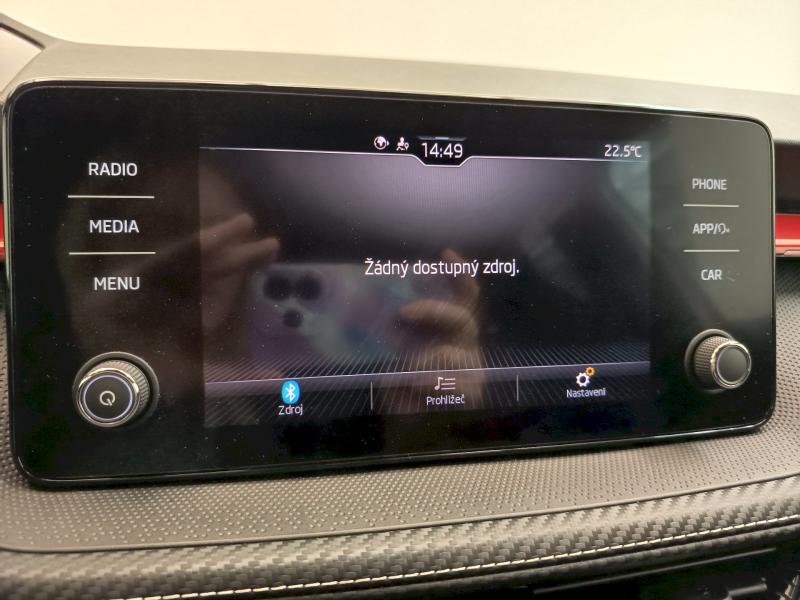 14:49
22.5°C
RADIO
MEDIA
MENU
Žádný dostupný zdroj.
PHONE
APP/
CAR
Zdroj
Prohlížeč
Nastavení